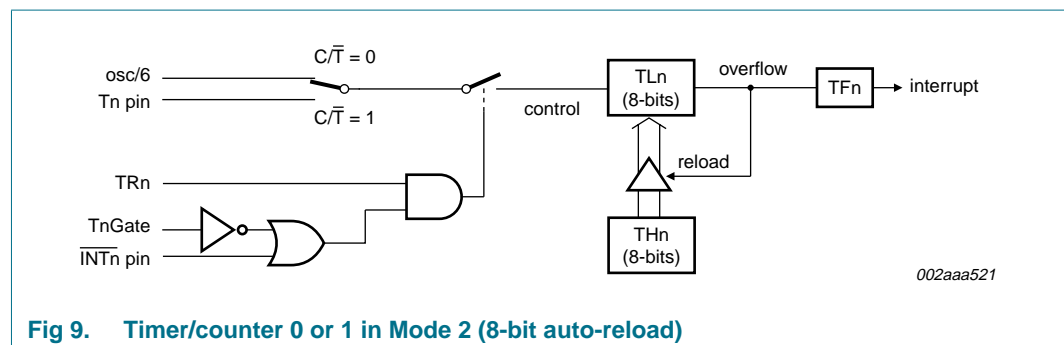 osc/6
Tn pin
C/T̅ = 0
C/T̅ = 1
TRn
TnGate
I̅N̅T̅n̅ pin
control
TLn
(8-bits)
overflow
TFn
interrupt
reload
THn
(8-bits)
002aaa521
Fig 9. Timer/counter 0 or 1 in Mode 2 (8-bit auto-reload)